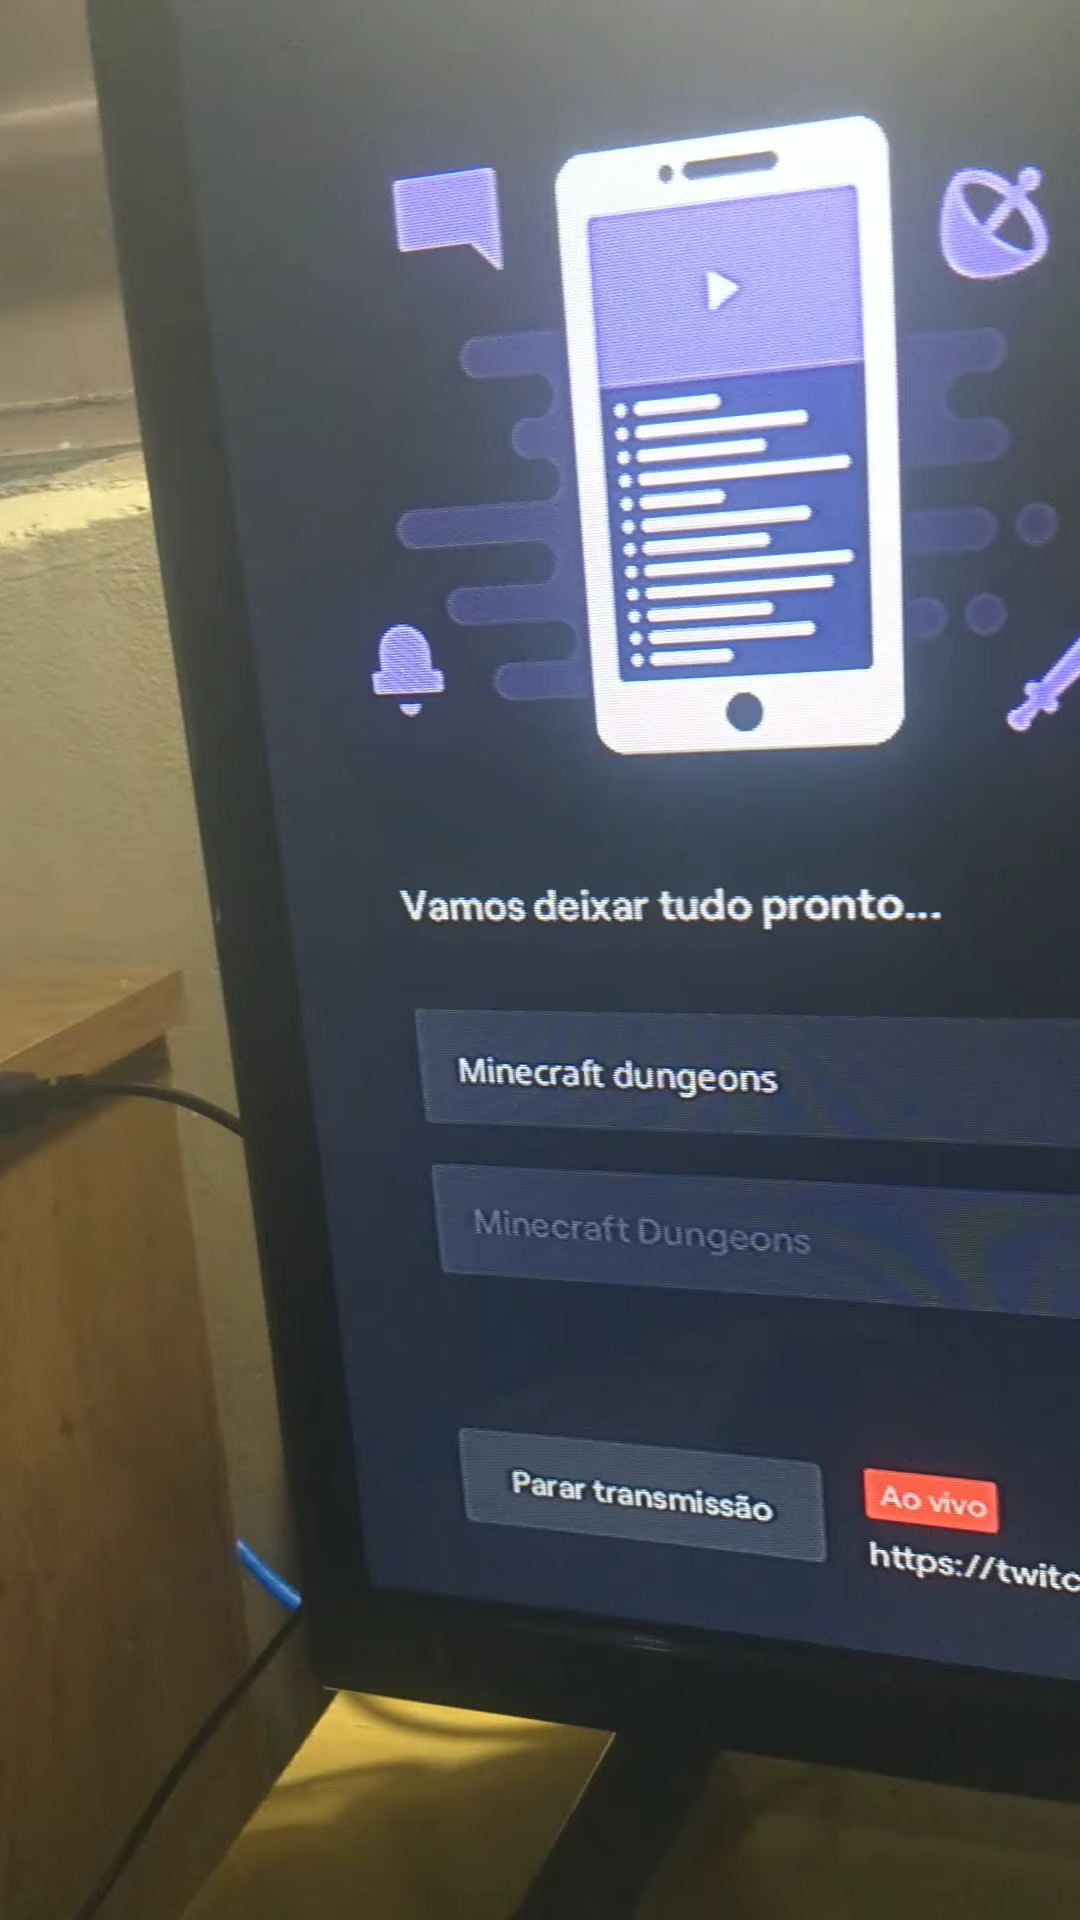 Vamos deixar tudo pronto...
Minecraft dungeons
Minecraft Dungeons
Parar transmissão
Ao vivo
https://twitc